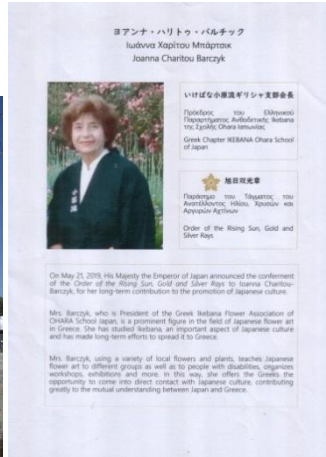 ヨアンナ・ハリトゥ・バルチック
Ιωάννα Χαρίτου Μπάρτσικ
Joanna Charitou Barczyk
いけばな小原流ギリシャ支部会長
Πρόεδρος του Ελληνικού
Παραρτήματος Ανθοδετικής Ikebana
της Σχολής Ohara Ιαπωνίας
Greek Chapter IKEBANA Ohara School
of Japan
旭日双光章
Παράσημο του Τάγματος του
Ανατέλλοντος Ηλίου, Χρυσών και
Αργυρών Ακτίνων
Order of the Rising Sun, Gold and
Silver Rays
On May 21, 2019, His Majesty the Emperor of Japan announced the conferment
of the Order of the Rising Sun, Gold and Silver Rays to Joanna Charitou-
Barczyk, for her long-term contribution to the promotion of Japanese culture.
Mrs. Barczyk, who is President of the Greek Ikebana Flower Association of
OHARA School Japan, is a prominent figure in the field of Japanese flower art
in Greece. She has studied Ikebana, an important aspect of Japanese culture
and has made long-term efforts to spread it to Greece.
Mrs. Barczyk, using a variety of local flowers and plants, teaches Japanese
flower art to different groups as well as to people with disabilities, organizes
workshops, exhibitions and more. In this way, she offers the Greeks the
opportunity to come into direct contact with Japanese culture, contributing
greatly to the mutual understanding between Japan and Greece.